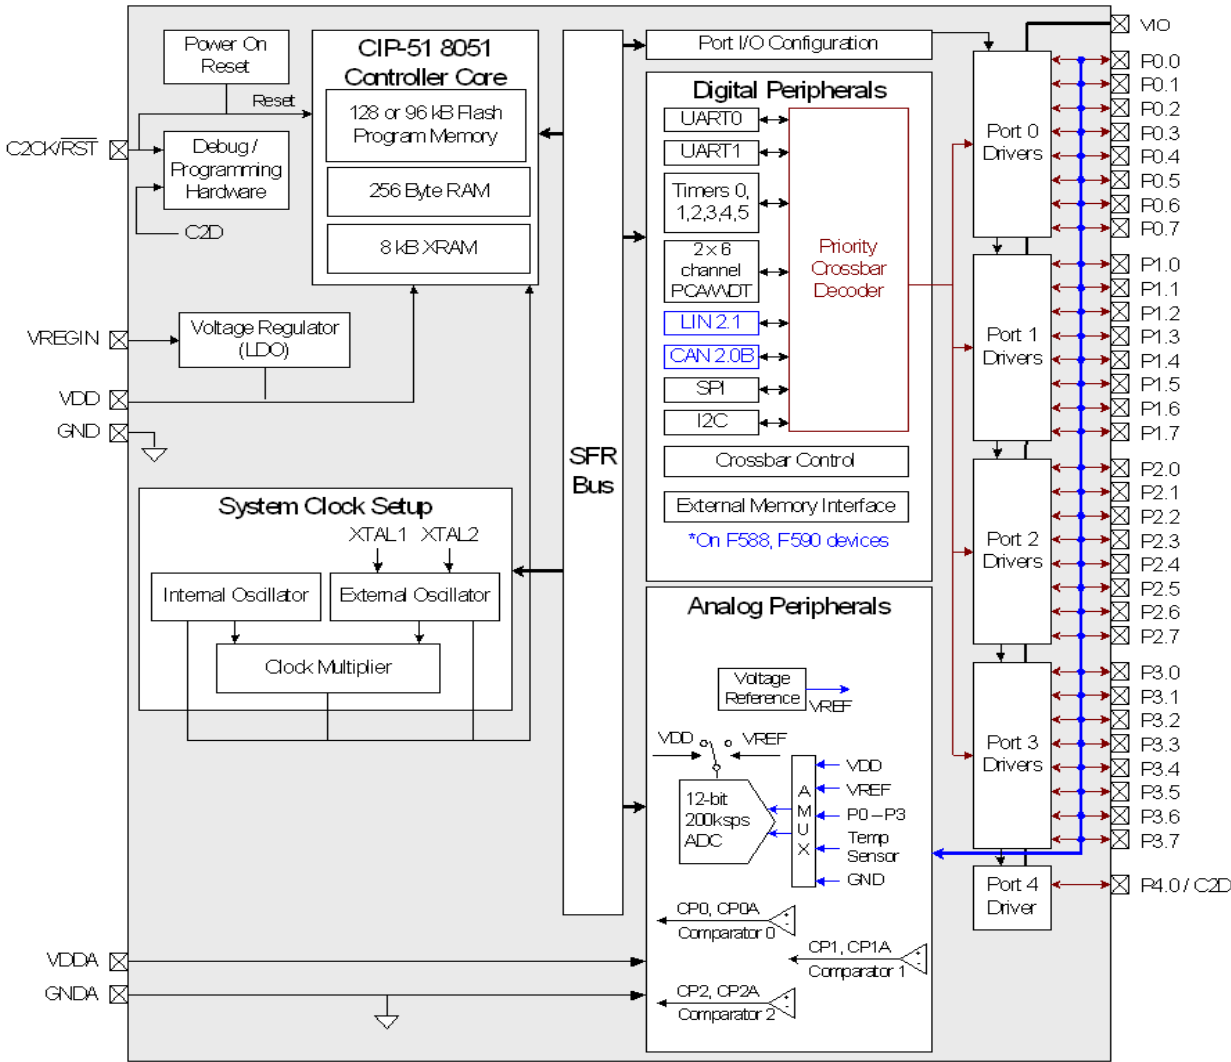 Power On
Reset
Reset
C2CK/RST
Debug /
Programming
Hardware
C2D
VREGIN
Voltage Regulator
(LDO)
VDD
GND
CIP-51 8051
Controller Core
128 or 96 kB Flash
Program Memory
256 Byte RAM
8 kB XRAM
System Clock Setup
XTAL1
XTAL2
Internal Oscillator
External Oscillator
Clock Multiplier
VDDA
GNDA
SFR
Bus
Port I/O Configuration
Digital Peripherals
UART0
UART1
Timers 0,
1,2,3,4,5
2 x 6
channel
PCA/WDT
LIN 2.1
CAN 2.0B
SPI
I2C
Priority
Crossbar
Decoder
Crossbar Control
External Memory Interface
*On F588, F590 devices
Analog Peripherals
Voltage
Reference
VREF
VDD
VREF
12-bit
200ksps
ADC
A
M
U
X
VDD
VREF
P0 – P3
Temp
Sensor
GND
CP0, CP0A
Comparator 0
+
-
CP1, CP1A
Comparator 1
+
-
CP2, CP2A
Comparator 2
+
-
Port 0
Drivers
Port 1
Drivers
Port 2
Drivers
Port 3
Drivers
Port 4
Driver
VIO
P0.0
P0.1
P0.2
P0.3
P0.4
P0.5
P0.6
P0.7
P1.0
P1.1
P1.2
P1.3
P1.4
P1.5
P1.6
P1.7
P2.0
P2.1
P2.2
P2.3
P2.4
P2.5
P2.6
P2.7
P3.0
P3.1
P3.2
P3.3
P3.4
P3.5
P3.6
P3.7
P4.0 / C2D